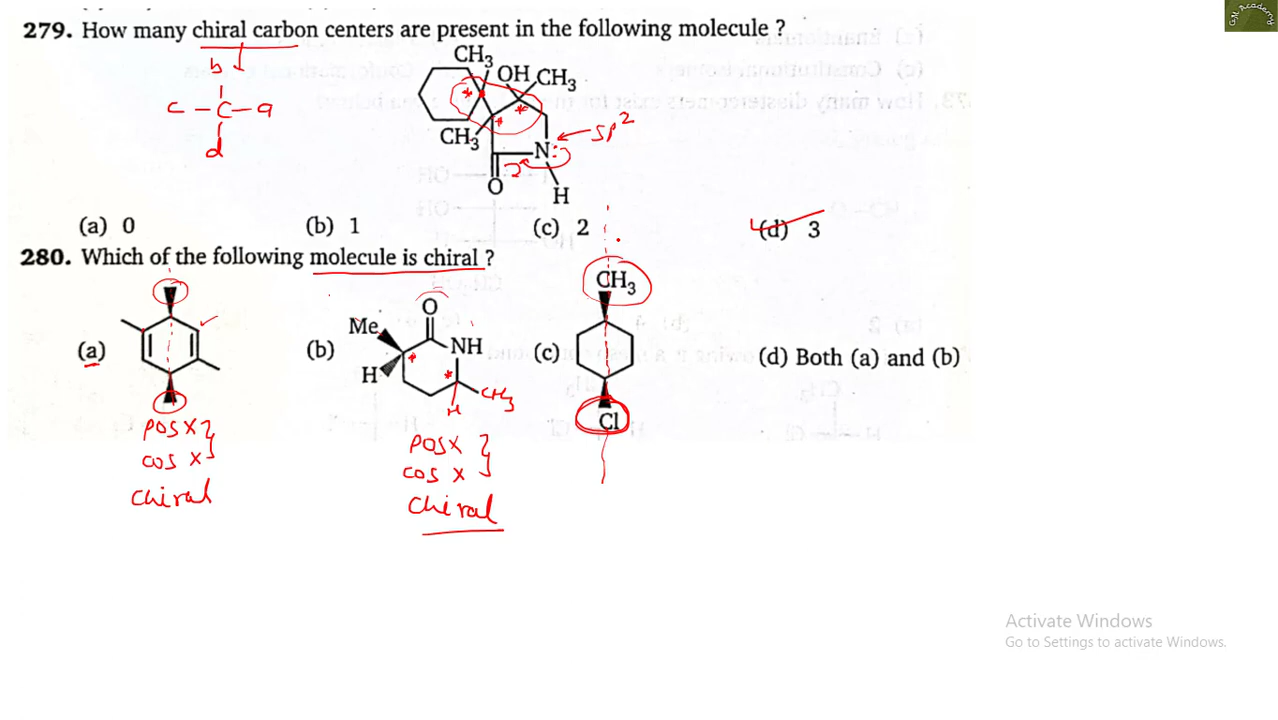 GM Academy
279. How many chiral carbon centers are present in the following molecule ?
b
c - C - a
d
CH₃
OH CH₃
* * *
CH₃
sp²
N:
O
H
(a) 0 (b) 1 (c) 2 (d) 3
280. Which of the following molecule is chiral ?
(a)
POS X
COS X
Chiral
(b)
O
Me
NH
H
* *
H
CH₃
POS X
COS X
Chiral
(c)
CH₃
Cl
(d) Both (a) and (b)
Activate Windows
Go to Settings to activate Windows.